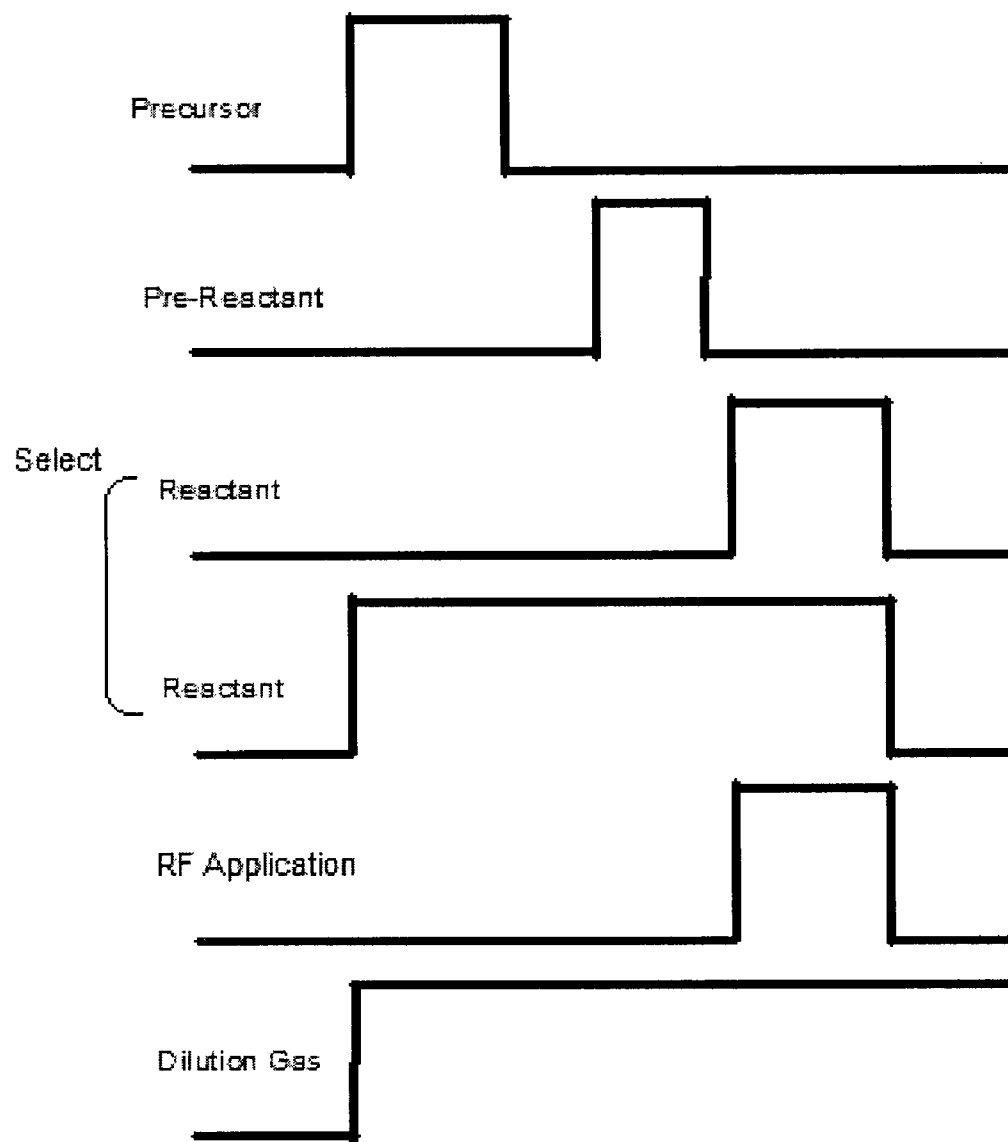 Precursor
Pre-Reactant
Select
Reactant
Reactant
RF Application
Dilution Gas